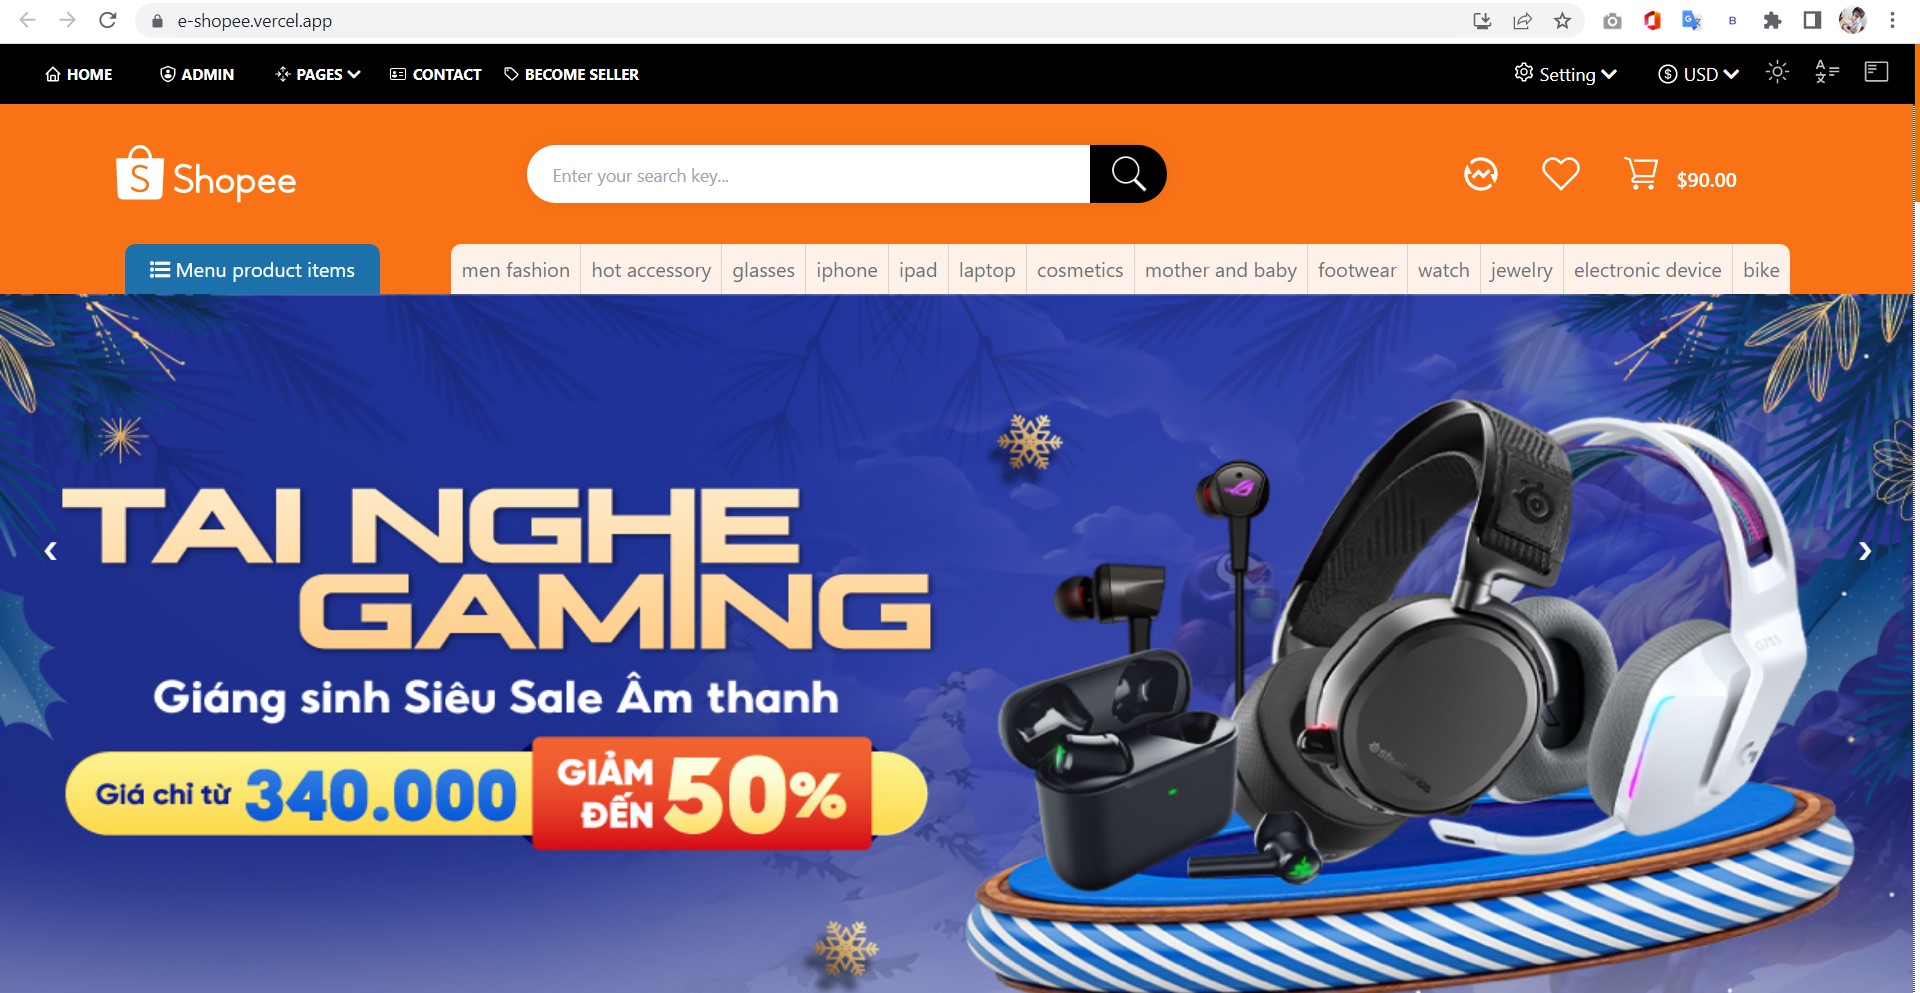 e-shopee.vercel.app
HOME ADMIN PAGES CONTACT BECOME SELLER Setting USD
Shopee
Enter your search key...
$90.00
Menu product items
men fashion hot accessory glasses iphone ipad laptop cosmetics mother and baby footwear watch jewelry electronic device bike
TAI NGHE
GAMING
Giáng sinh Siêu Sale Âm thanh
Giá chỉ từ 340.000
GIẢM
ĐẾN 50%
G733
steelseries